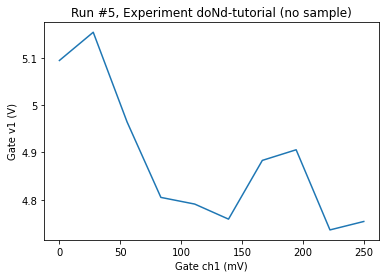 Run #5, Experiment doNd-tutorial (no sample)
Gate v1 (V)
5.1
5
4.9
4.8
0 50 100 150 200 250
Gate ch1 (mV)